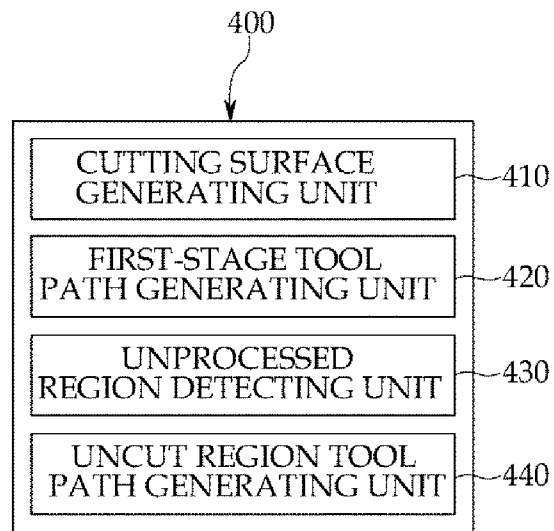 400
CUTTING SURFACE
GENERATING UNIT
410
FIRST-STAGE TOOL
PATH GENERATING UNIT
420
UNPROCESSED
REGION DETECTING UNIT
430
UNCUT REGION TOOL
PATH GENERATING UNIT
440